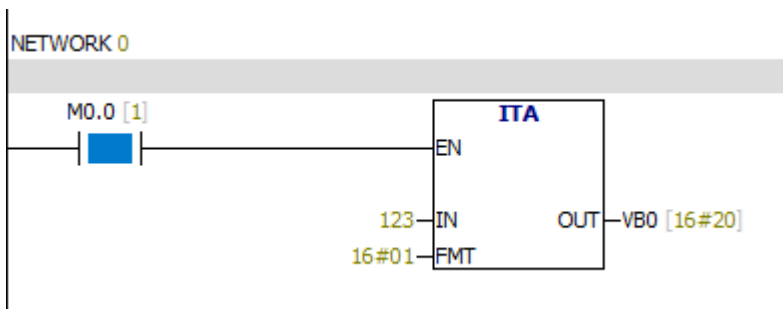 NETWORK 0
M0.0 [1]
ITA
EN
123 IN OUT VB0 [16#20]
16#01 FMT